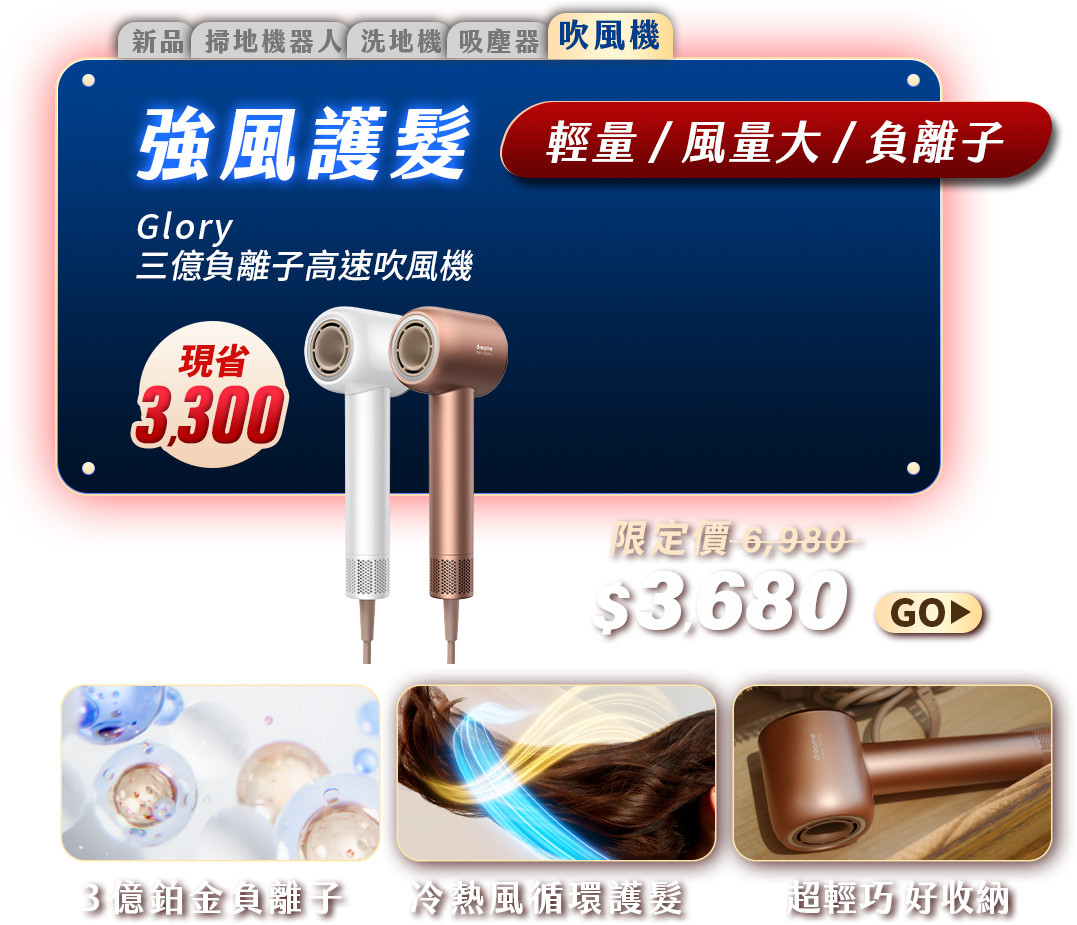 新品 掃地機器人 洗地機 吸塵器 吹風機
強風護髮
輕量 / 風量大 / 負離子
Glory
三億負離子高速吹風機
現省
3,300
dreame
限定價 6,980
$3,680
GO▶
dreame
3億鉑金負離子
冷熱風循環護髮
超輕巧好收納